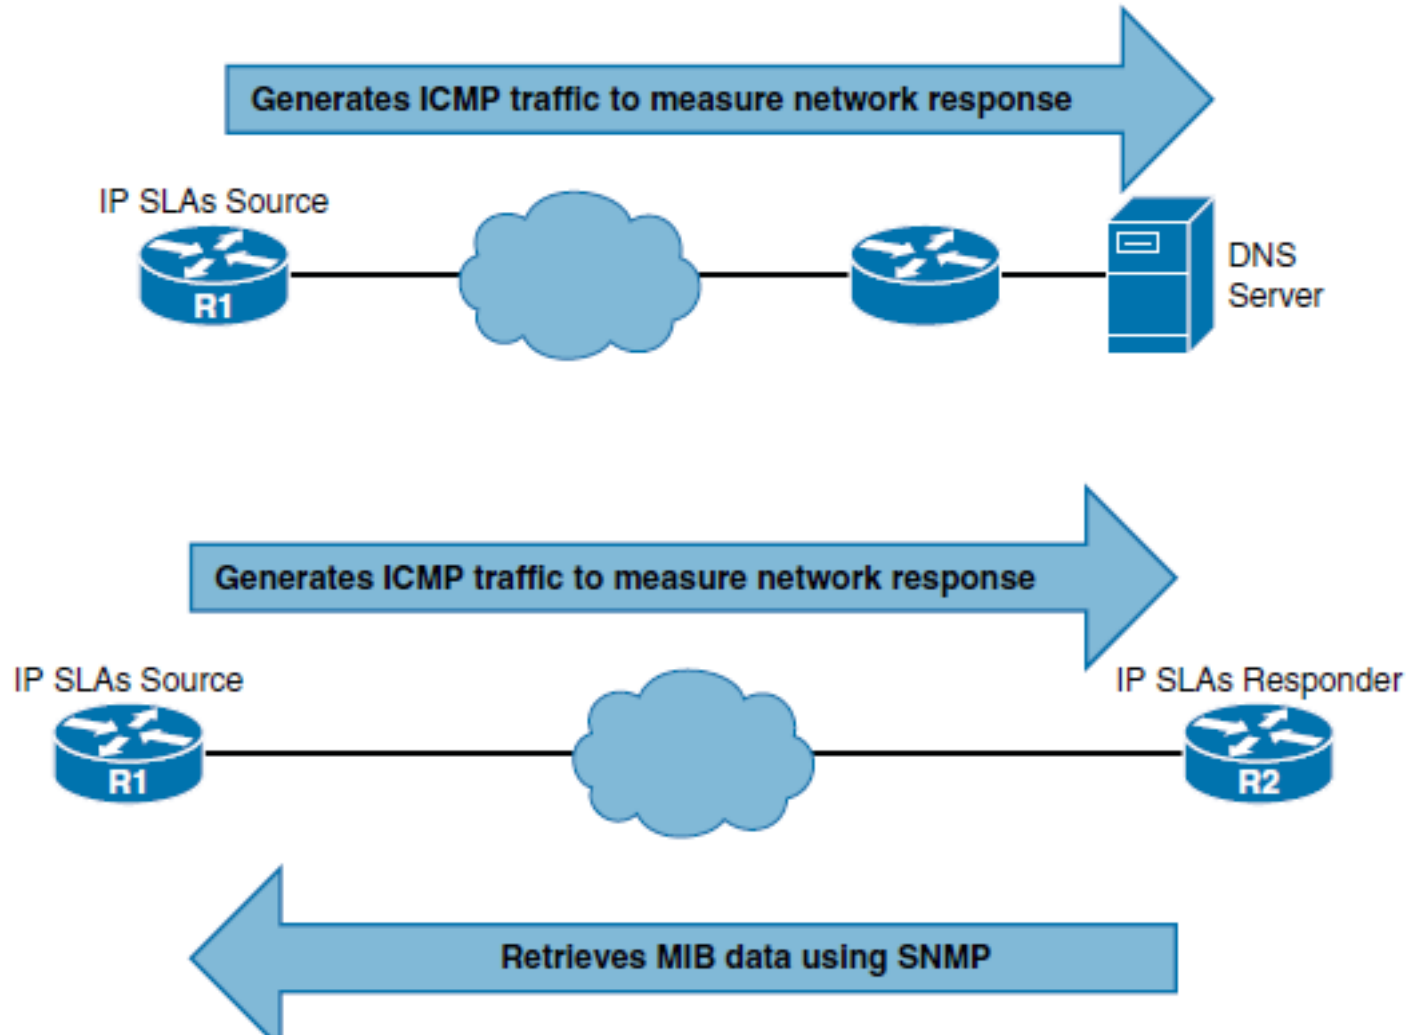 Generates ICMP traffic to measure network response
IP SLAs Source
R1
DNS
Server
Generates ICMP traffic to measure network response
IP SLAs Source
IP SLAs Responder
R1
R2
Retrieves MIB data using SNMP